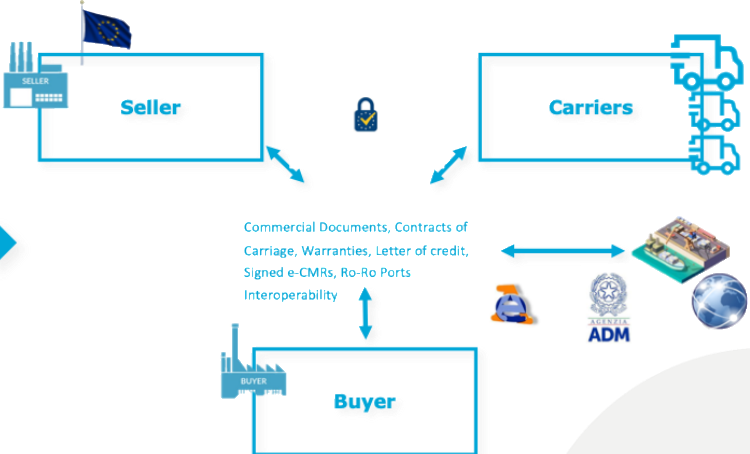 SELLER
Seller
Carriers
Commercial Documents, Contracts of
Carriage, Warranties, Letter of credit,
Signed e-CMRs, Ro-Ro Ports
Interoperability
AGENZIA
ADM
BUYER
Buyer